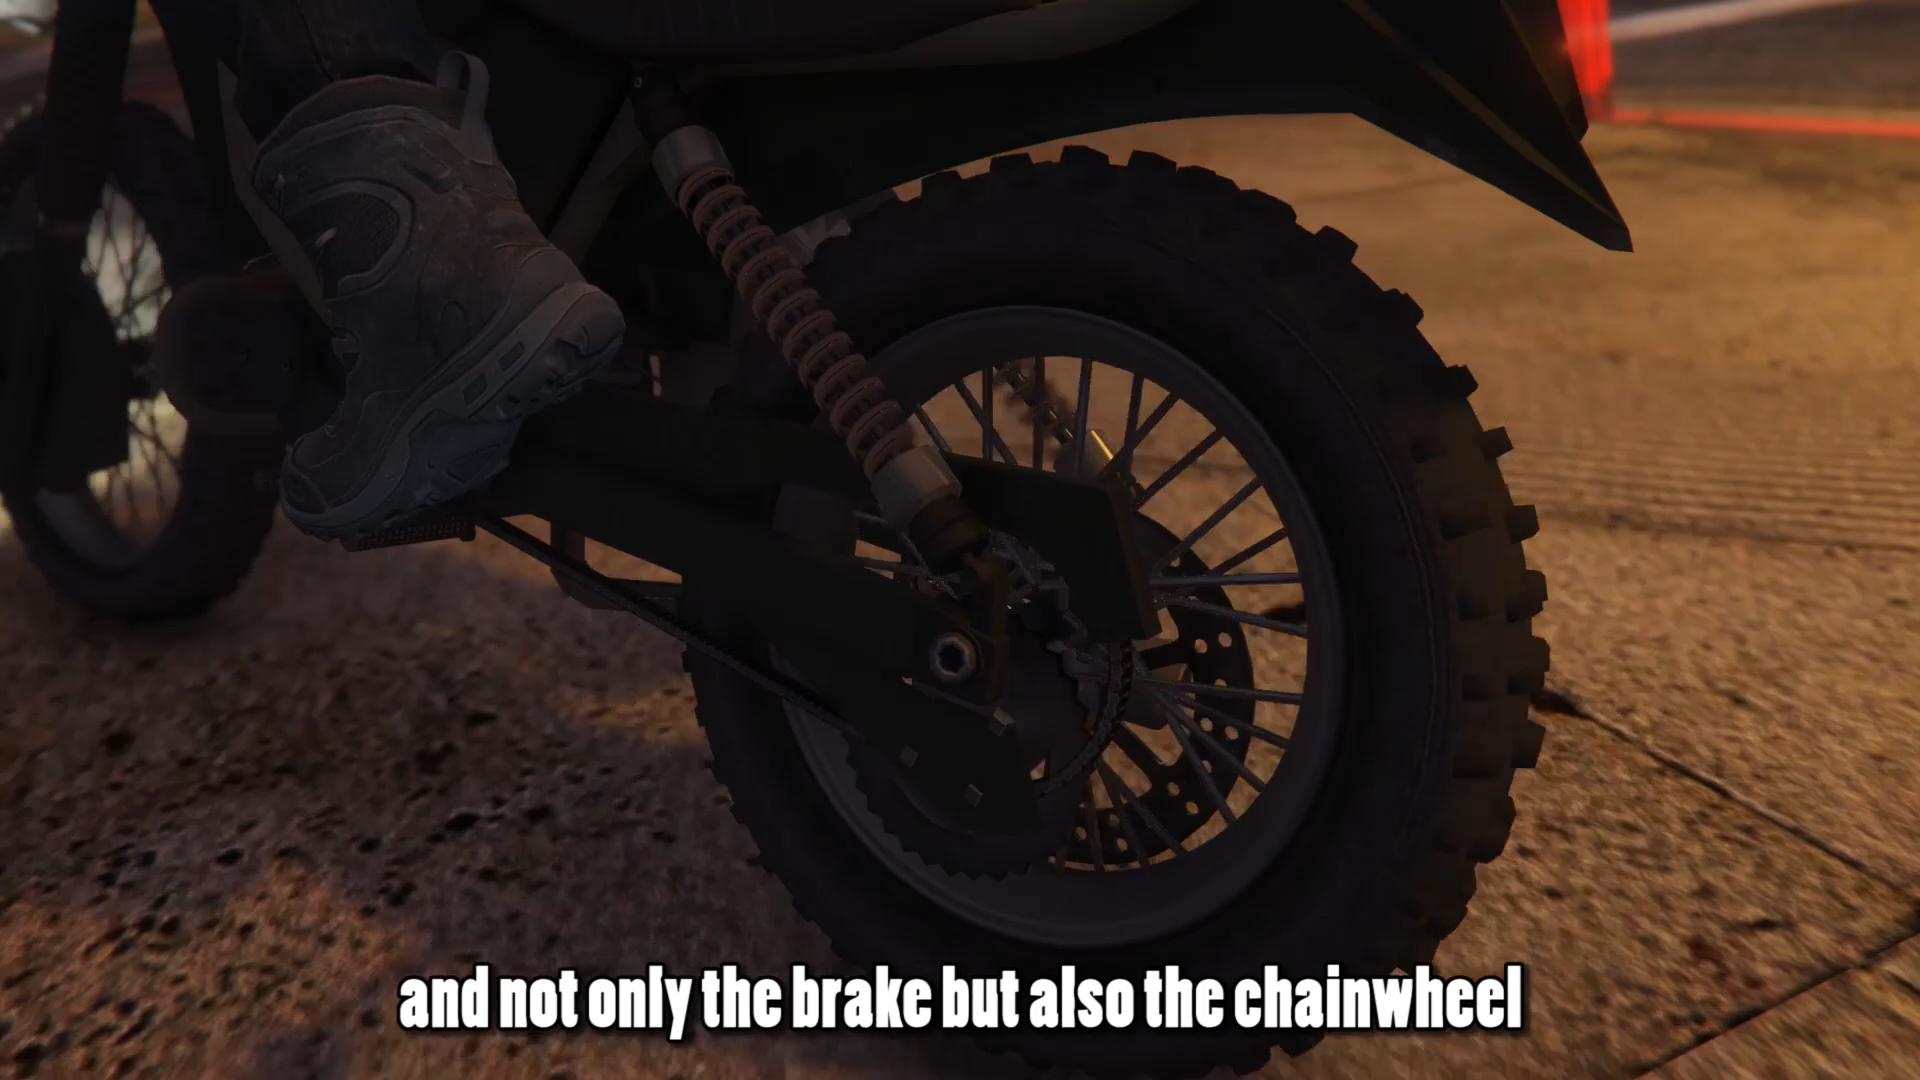 and not only the brake but also the chainwheel